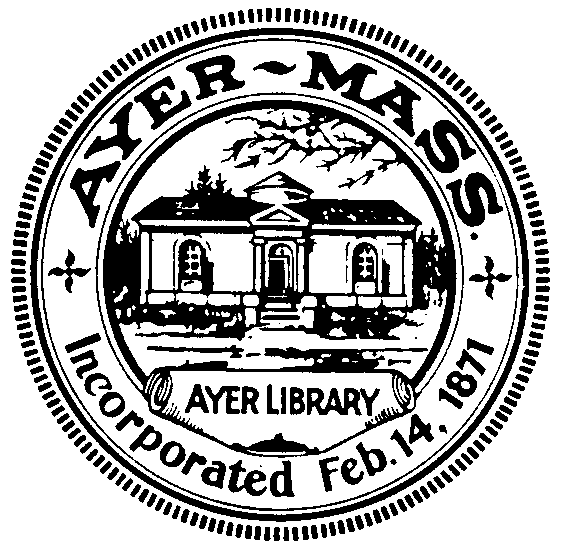 AYER~MASS.
AYER LIBRARY
Incorporated Feb. 14, 1871